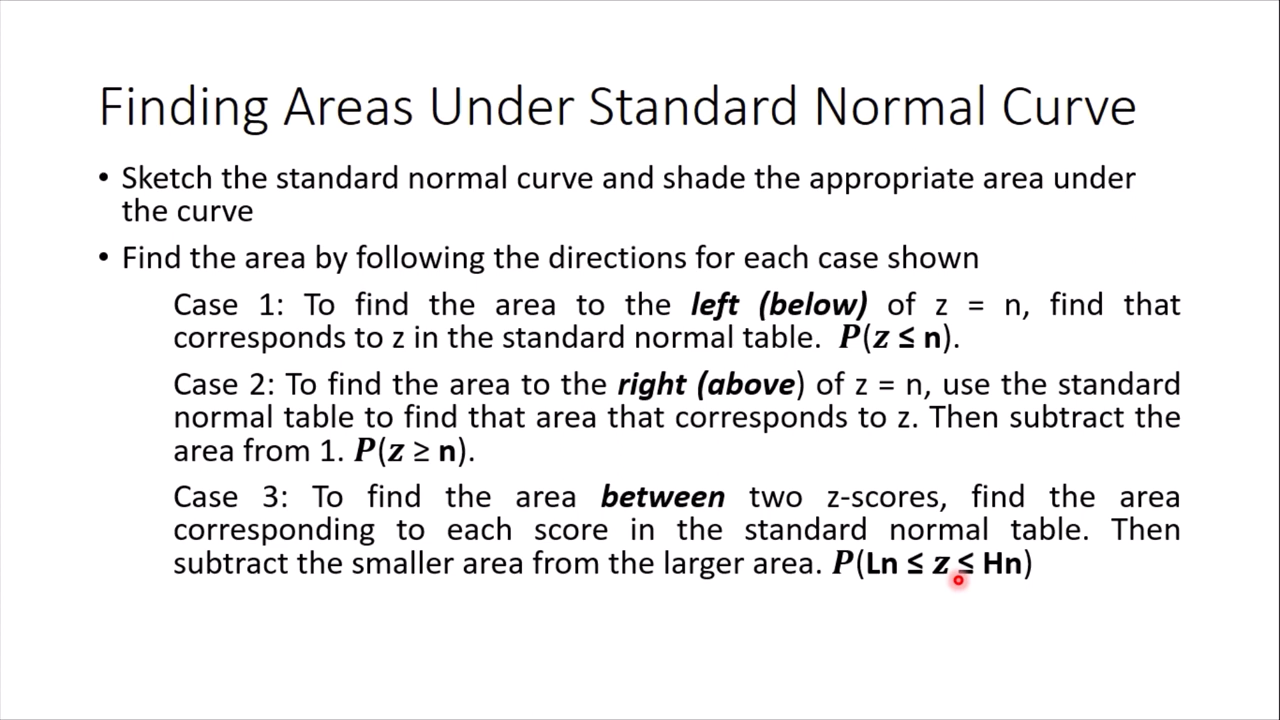 Finding Areas Under Standard Normal Curve
• Sketch the standard normal curve and shade the appropriate area under
the curve
• Find the area by following the directions for each case shown
Case 1: To find the area to the left (below) of z = n, find that
corresponds to z in the standard normal table. P(z ≤ n).
Case 2: To find the area to the right (above) of z = n, use the standard
normal table to find that area that corresponds to z. Then subtract the
area from 1. P(z ≥ n).
Case 3: To find the area between two z-scores, find the area
corresponding to each score in the standard normal table. Then
subtract the smaller area from the larger area. P(Ln ≤ z ≤ Hn)